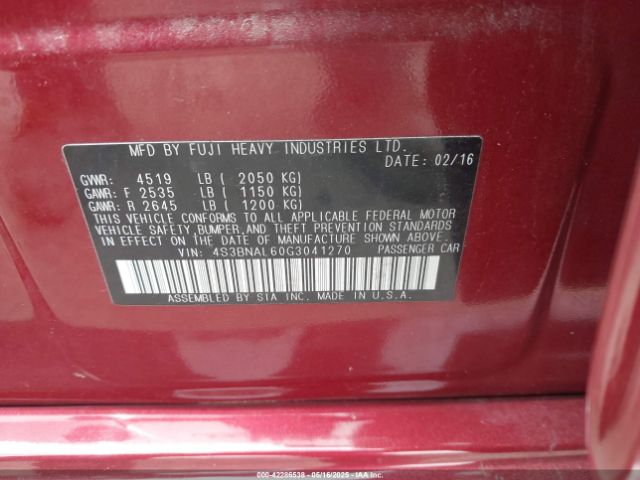 MFD BY FUJI HEAVY INDUSTRIES LTD.
DATE: 02/16
GVWR: 4519 LB ( 2050 KG)
GAWR: F 2535 LB ( 1150 KG)
GAWR: R 2645 LB ( 1200 KG)
THIS VEHICLE CONFORMS TO ALL APPLICABLE FEDERAL MOTOR
VEHICLE SAFETY, BUMPER, AND THEFT PREVENTION STANDARDS
IN EFFECT ON THE DATE OF MANUFACTURE SHOWN ABOVE.
VIN: 4S3BNAL60G3041270 PASSENGER CAR
ASSEMBLED BY SIA INC. MADE IN U.S.A.
000-42286538 - 05/16/2025 - Copyright IAA, Inc.